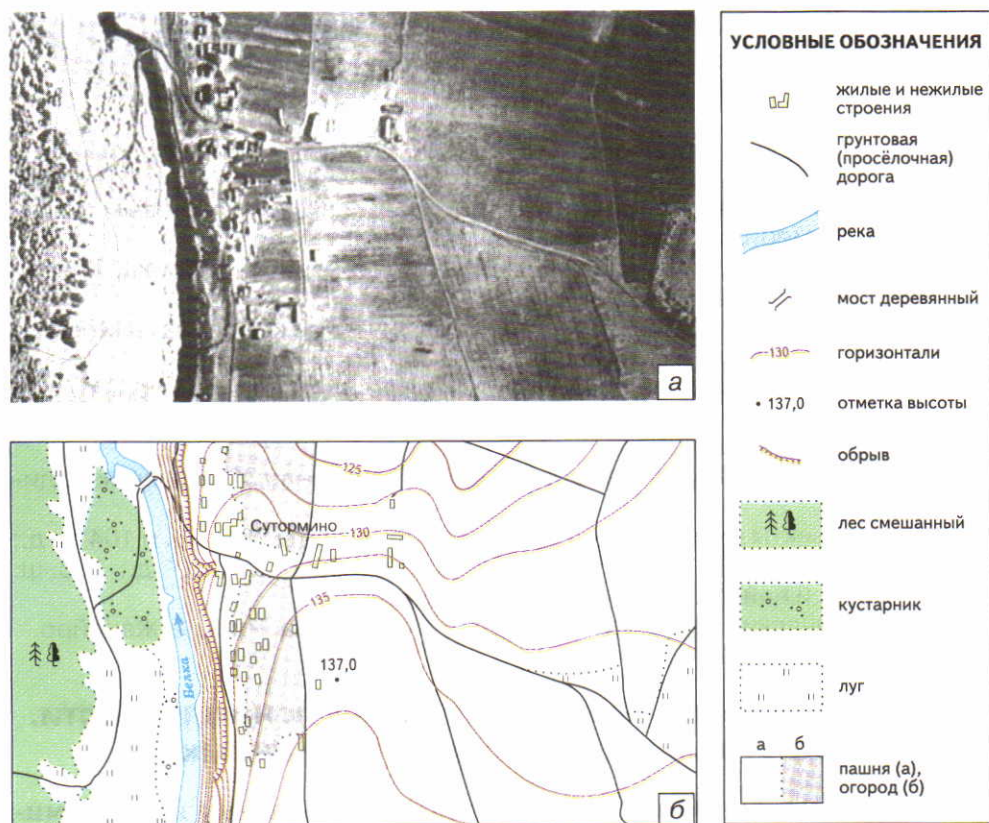 а
Сутормино
125
130
135
137,0
Белка
б
УСЛОВНЫЕ ОБОЗНАЧЕНИЯ
жилые и нежилые
строения
грунтовая
(просёлочная)
дорога
река
мост деревянный
130
горизонтали
137,0
отметка высоты
обрыв
лес смешанный
кустарник
луг
а б
пашня (а),
огород (б)